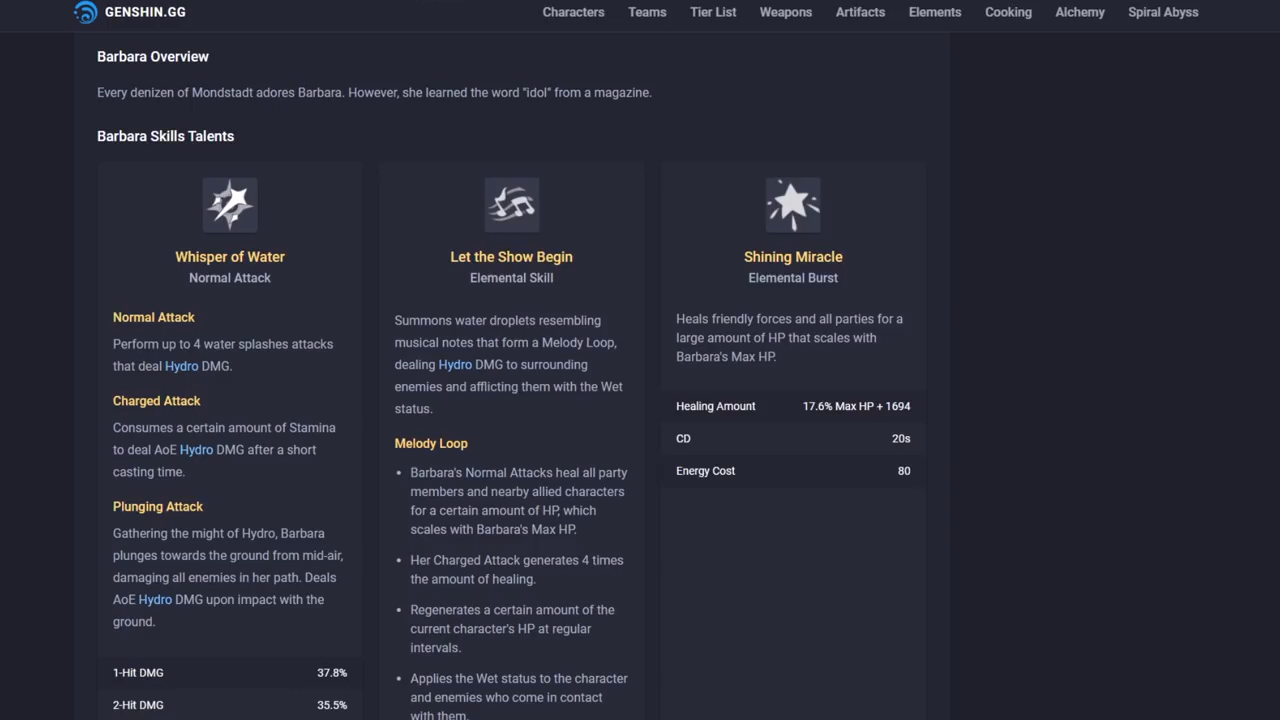 GENSHIN.GG
Characters Teams Tier List Weapons Artifacts Elements Cooking Alchemy Spiral Abyss
Barbara Overview
Every denizen of Mondstadt adores Barbara. However, she learned the word "idol" from a magazine.
Barbara Skills Talents
Whisper of Water
Normal Attack
Normal Attack
Perform up to 4 water splashes attacks
that deal Hydro DMG.
Charged Attack
Consumes a certain amount of Stamina
to deal AoE Hydro DMG after a short
casting time.
Plunging Attack
Gathering the might of Hydro, Barbara
plunges towards the ground from mid-air,
damaging all enemies in her path. Deals
AoE Hydro DMG upon impact with the
ground.
1-Hit DMG 37.8%
2-Hit DMG 35.5%
Let the Show Begin
Elemental Skill
Summons water droplets resembling
musical notes that form a Melody Loop,
dealing Hydro DMG to surrounding
enemies and afflicting them with the Wet
status.
Melody Loop
• Barbara's Normal Attacks heal all party
members and nearby allied characters
for a certain amount of HP, which
scales with Barbara's Max HP.
• Her Charged Attack generates 4 times
the amount of healing.
• Regenerates a certain amount of the
current character's HP at regular
intervals.
• Applies the Wet status to the character
and enemies who come in contact
with them.
Shining Miracle
Elemental Burst
Heals friendly forces and all parties for a
large amount of HP that scales with
Barbara's Max HP.
Healing Amount 17.6% Max HP + 1694
CD 20s
Energy Cost 80